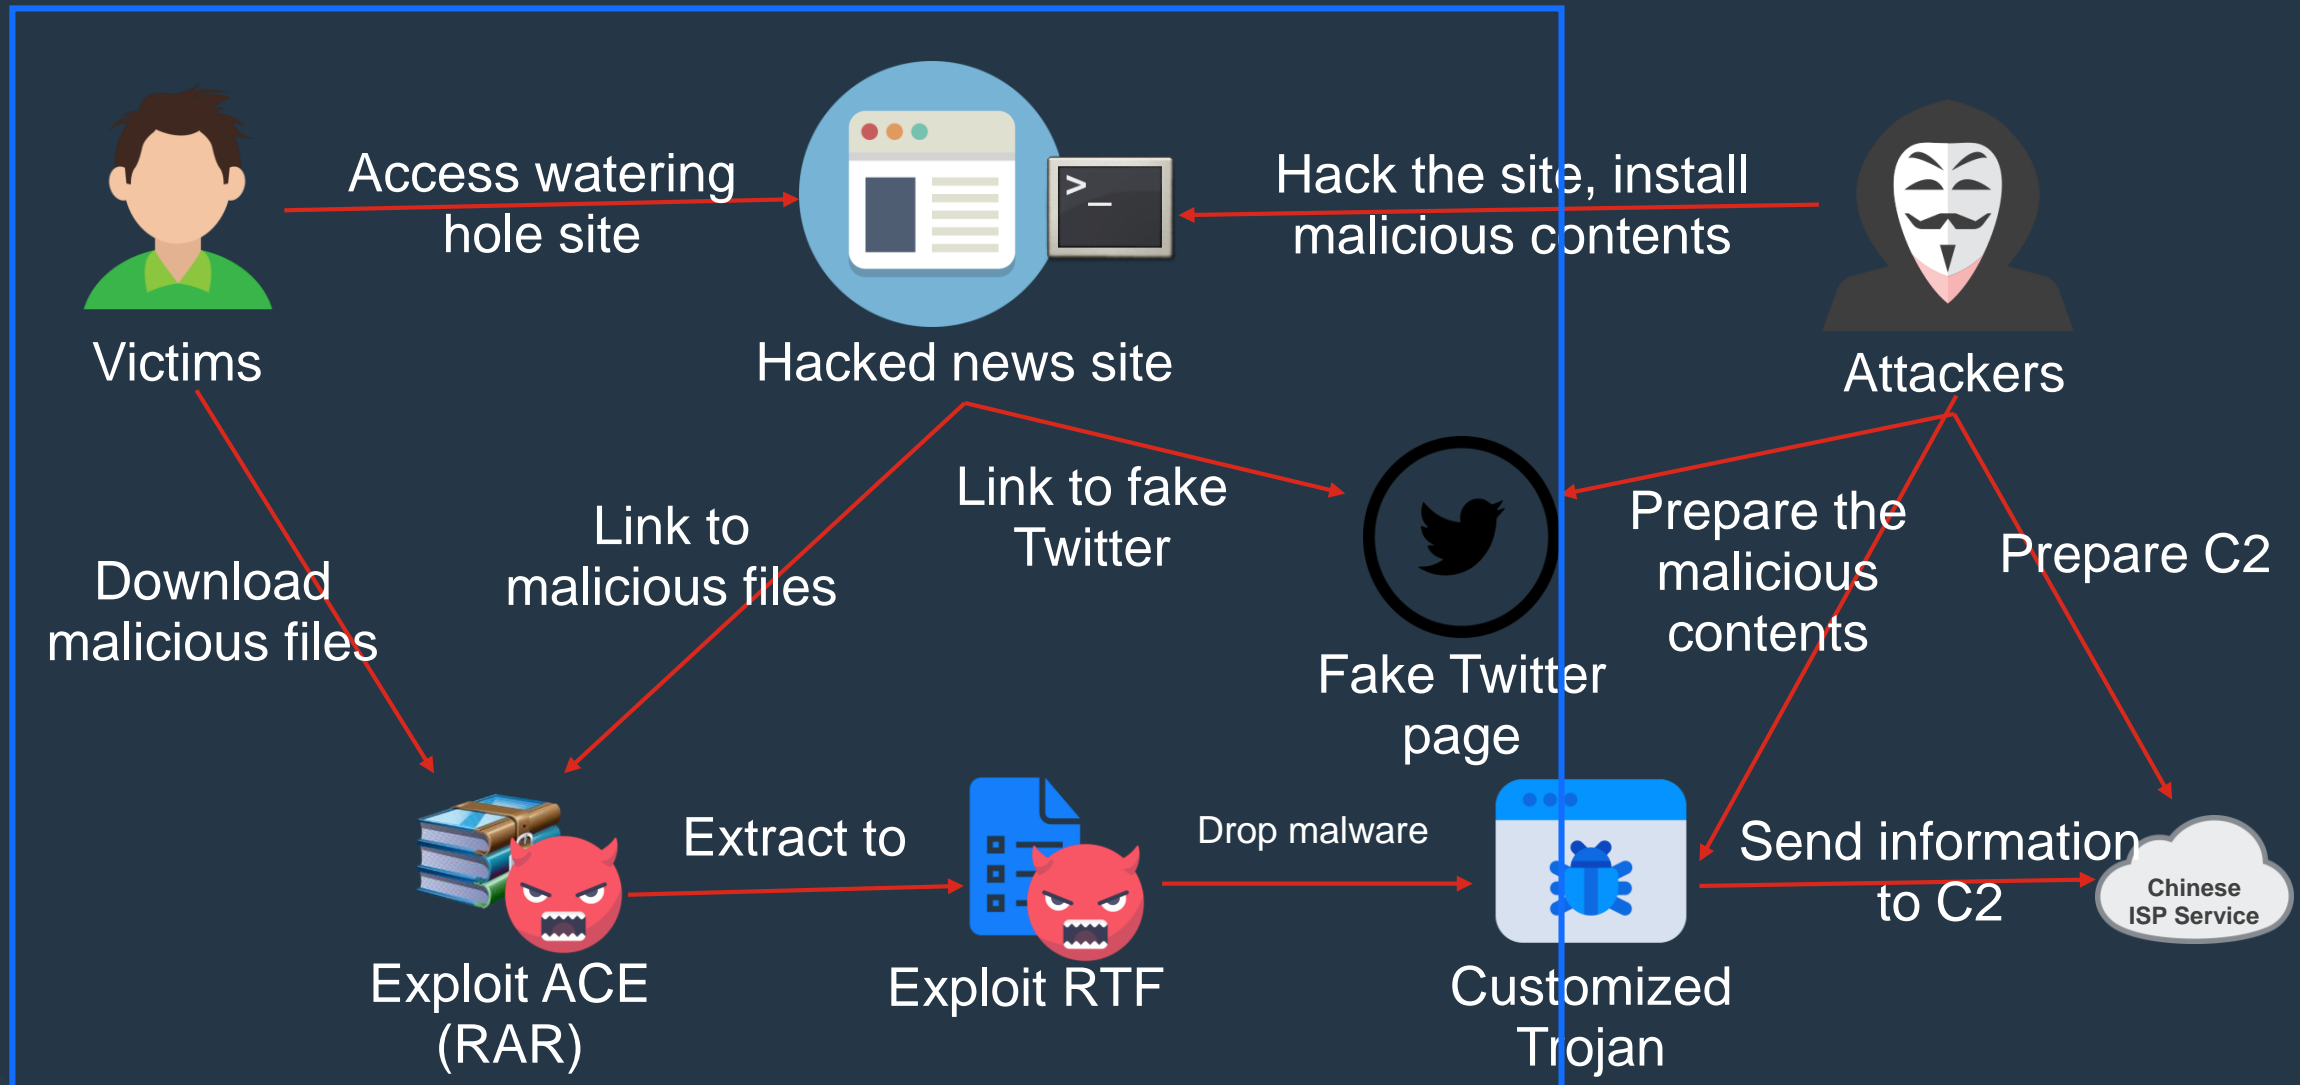 Access watering
hole site
Hack the site, install
malicious contents
>_
Victims
Hacked news site
Attackers
Link to fake
Twitter
Link to
malicious files
Prepare the
malicious
contents
Prepare C2
Download
malicious files
Fake Twitter
page
Extract to
Drop malware
Send information
to C2
Chinese
ISP Service
Exploit ACE
(RAR)
Exploit RTF
Customized
Trojan